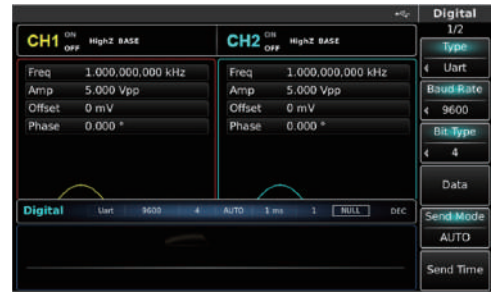 Digital
1/2
CH1 ON OFF HighZ BASE
CH2 ON OFF HighZ BASE
Freq 1.000,000,000 kHz
Amp 5.000 Vpp
Offset 0 mV
Phase 0.000 °
Freq 1.000,000,000 kHz
Amp 5.000 Vpp
Offset 0 mV
Phase 0.000 °
Digital Uart 9600 4 AUTO 1 ms 1 NULL DEC
Type
Uart
Baud Rate
9600
Bit Type
4
Data
Send Mode
AUTO
Send Time